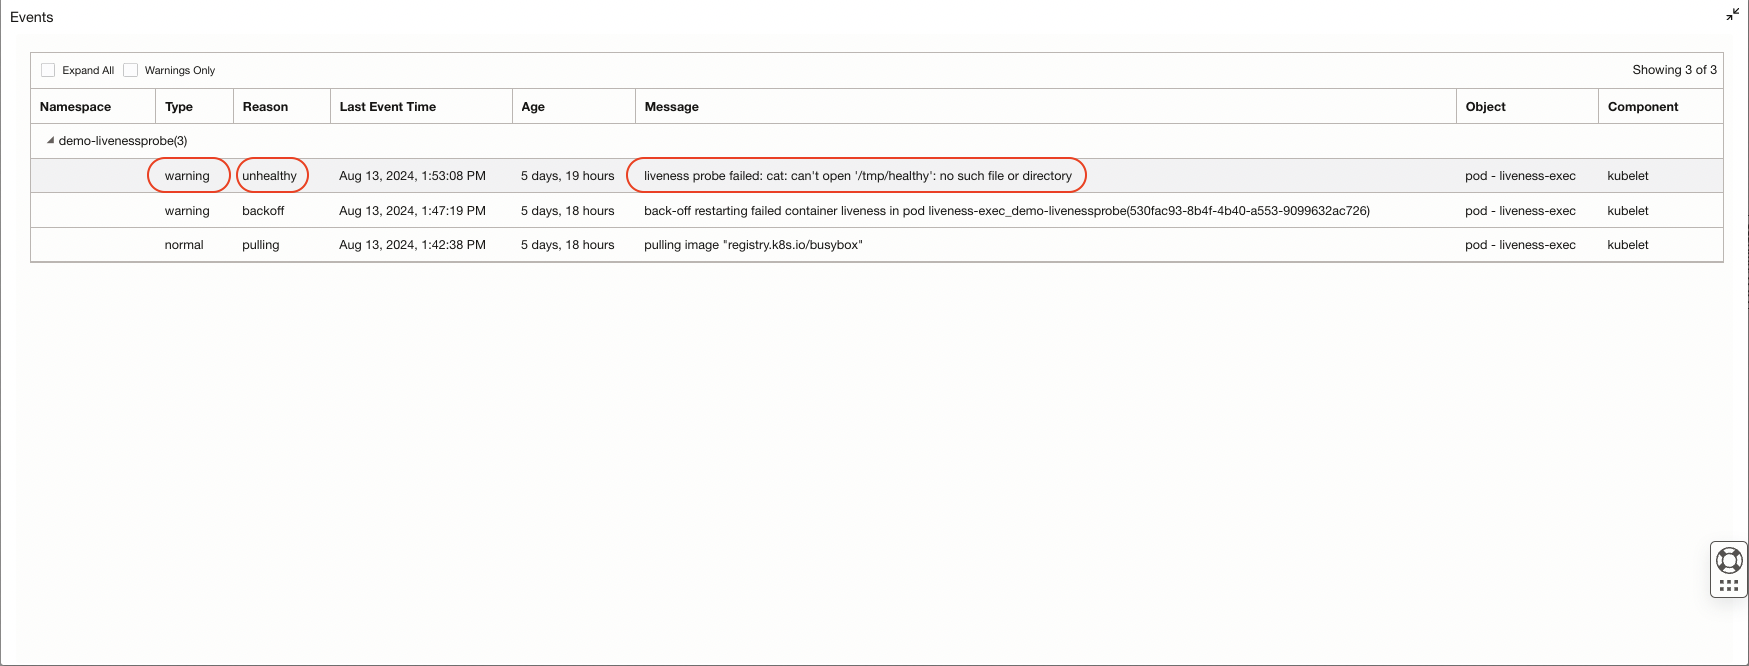 Events
Expand All Warnings Only Showing 3 of 3
Namespace Type Reason Last Event Time Age Message Object Component
demo-livenessprobe(3)
warning unhealthy Aug 13, 2024, 1:53:08 PM 5 days, 19 hours liveness probe failed: cat: can't open '/tmp/healthy': no such file or directory pod - liveness-exec kubelet
warning backoff Aug 13, 2024, 1:47:19 PM 5 days, 18 hours back-off restarting failed container liveness in pod liveness-exec_demo-livenessprobe(530fac93-8b4f-4b40-a553-9099632ac726) pod - liveness-exec kubelet
normal pulling Aug 13, 2024, 1:42:38 PM 5 days, 18 hours pulling image "registry.k8s.io/busybox" pod - liveness-exec kubelet